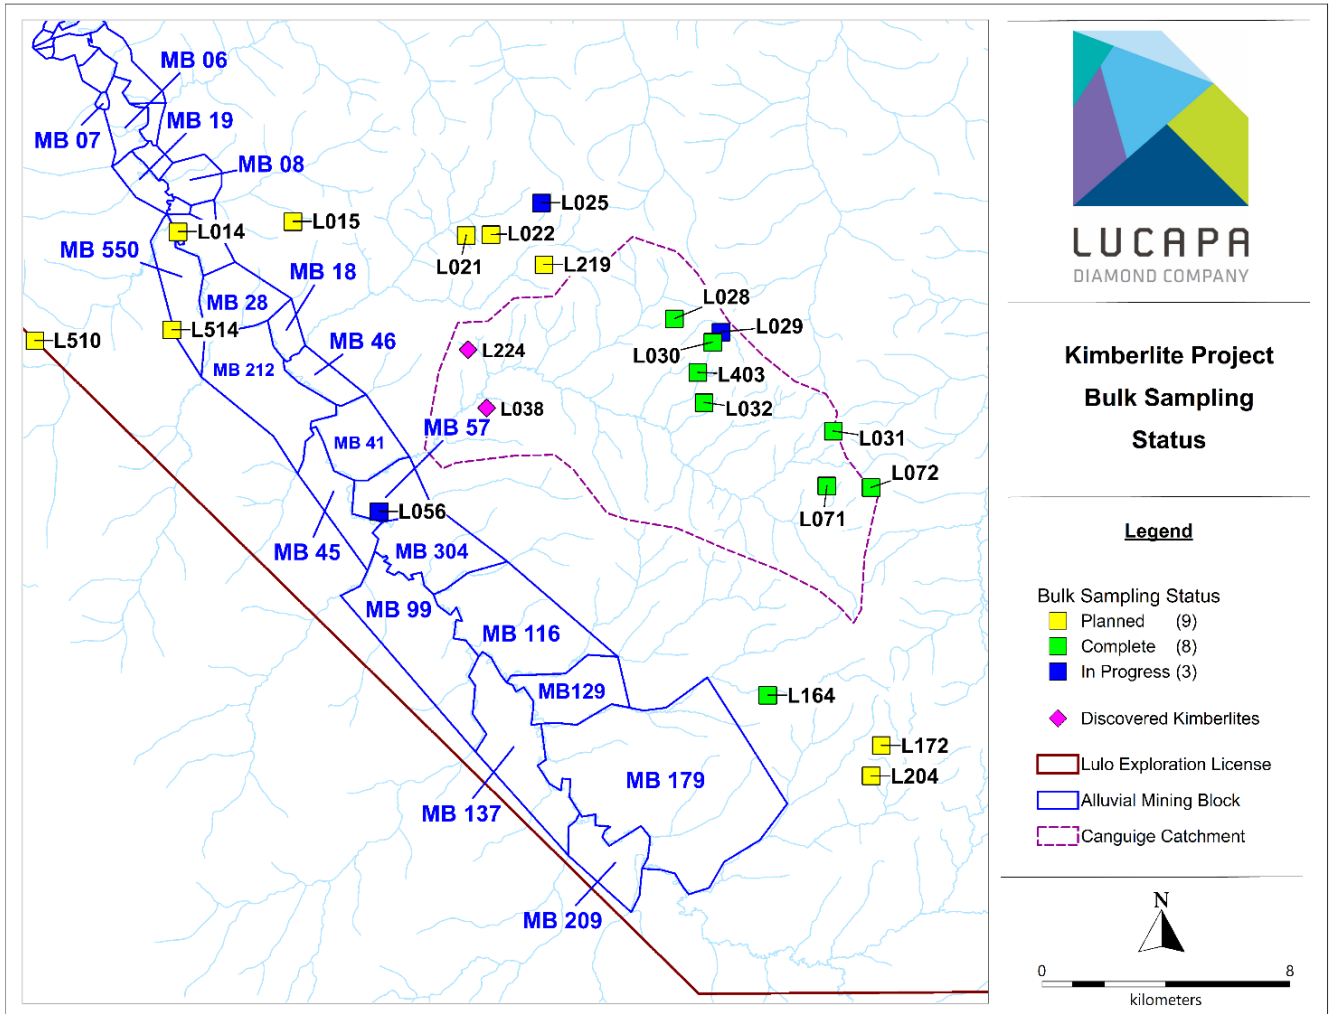 MB 06
MB 07
MB 19
MB 08
L025
L015
L014
L022
L021
MB 550
L219
MB 18
MB 28
L028
L029
L514
L510
L030
MB 46
L224
MB 212
L403
L038
L032
MB 57
L031
MB 41
L072
L056
L071
MB 45
MB 304
MB 99
MB 116
MB129
L164
L172
L204
MB 179
MB 137
MB 209
LUCAPA
DIAMOND COMPANY
Kimberlite Project
Bulk Sampling
Status
Legend
Bulk Sampling Status
Planned (9)
Complete (8)
In Progress (3)
Discovered Kimberlites
Lulo Exploration License
Alluvial Mining Block
Canguige Catchment
N
0 8
kilometers